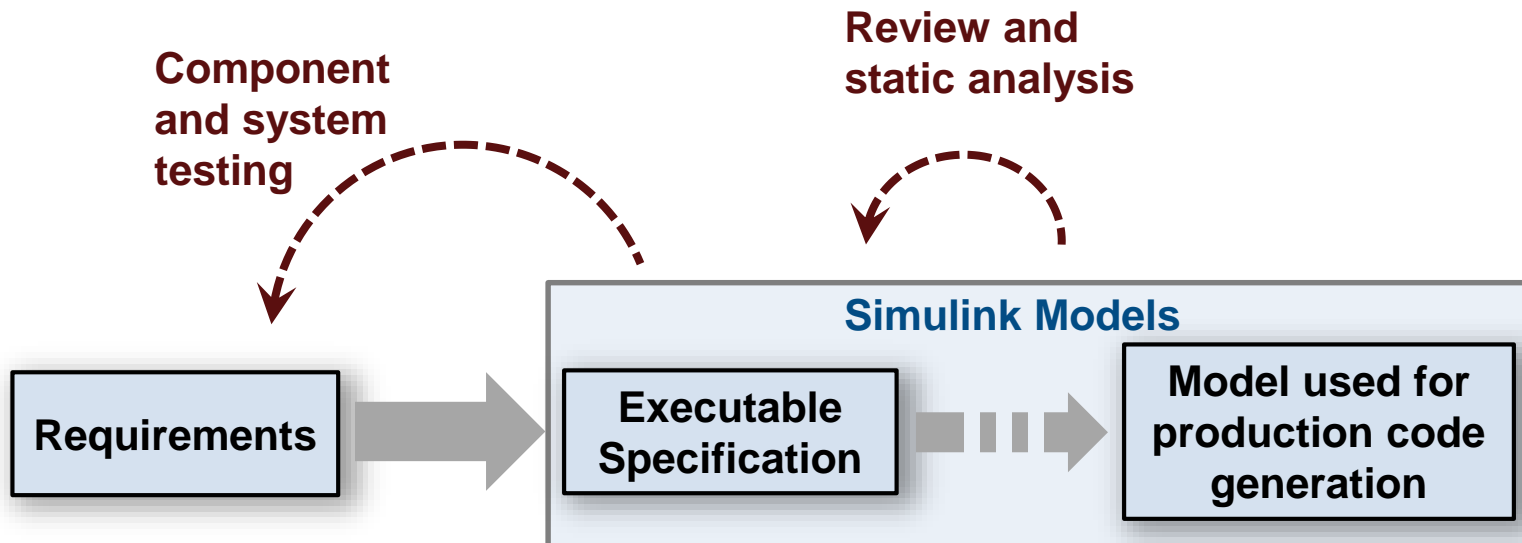 Component
and system
testing
Review and
static analysis
Simulink Models
Requirements
Executable
Specification
Model used for
production code
generation